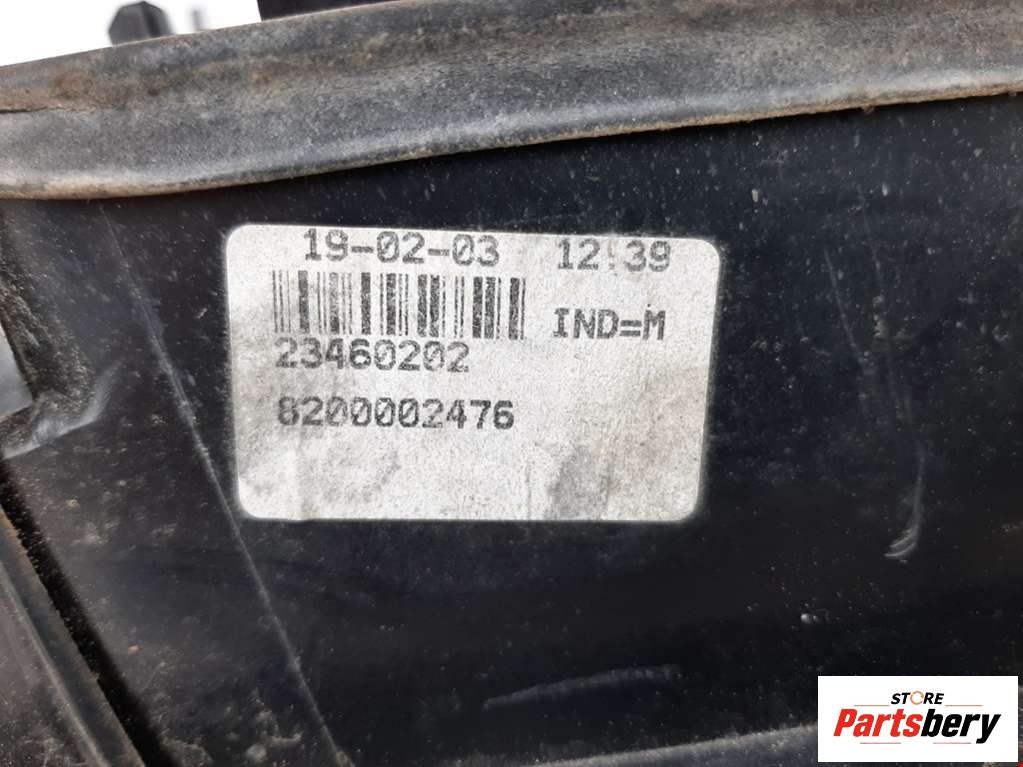 19-02-03 12:39
IND=M
23460202
8200002476
STORE
Partsbery